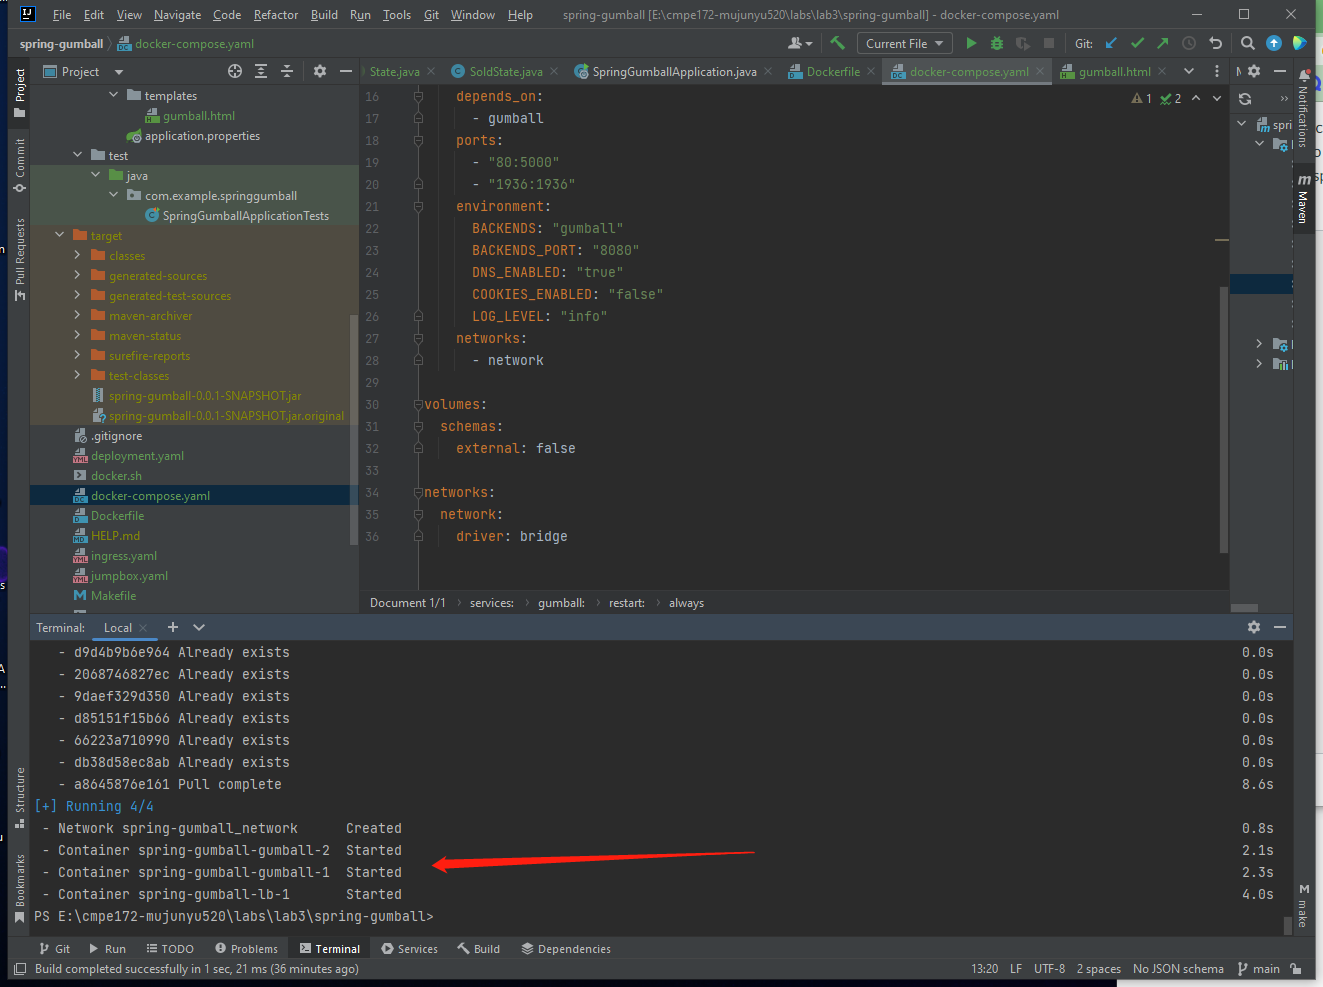 File Edit View Navigate Code Refactor Build Run Tools Git Window Help spring-gumball [E:\cmpe172-mujunyu520\labs\lab3\spring-gumball] - docker-compose.yaml
spring-gumball docker-compose.yaml Current File Git:
Project State.java SoldState.java SpringGumballApplication.java Dockerfile docker-compose.yaml gumball.html
Project
Commit
Pull Requests
Structure
Bookmarks
templates
gumball.html
application.properties
test
java
com.example.springgumball
SpringGumballApplicationTests
target
classes
generated-sources
generated-test-sources
maven-archiver
maven-status
surefire-reports
test-classes
spring-gumball-0.0.1-SNAPSHOT.jar
spring-gumball-0.0.1-SNAPSHOT.jar.original
.gitignore
deployment.yaml
docker.sh
docker-compose.yaml
Dockerfile
HELP.md
ingress.yaml
jumpbox.yaml
Makefile
1 2
16 depends_on:
17 - gumball
18 ports:
19 - "80:5000"
20 - "1936:1936"
21 environment:
22 BACKENDS: "gumball"
23 BACKENDS_PORT: "8080"
24 DNS_ENABLED: "true"
25 COOKIES_ENABLED: "false"
26 LOG_LEVEL: "info"
27 networks:
28 - network
29
30 volumes:
31 schemas:
32 external: false
33
34 networks:
35 network:
36 driver: bridge
Document 1/1 services: gumball: restart: always
spri
Notifications
Maven
make
Terminal: Local
- d9d4b9b6e964 Already exists 0.0s
- 2068746827ec Already exists 0.0s
- 9daef329d350 Already exists 0.0s
- d85151f15b66 Already exists 0.0s
- 66223a710990 Already exists 0.0s
- db38d58ec8ab Already exists 0.0s
- a8645876e161 Pull complete 8.6s
[+] Running 4/4
- Network spring-gumball_network Created 0.8s
- Container spring-gumball-gumball-2 Started 2.1s
- Container spring-gumball-gumball-1 Started 2.3s
- Container spring-gumball-lb-1 Started 4.0s
PS E:\cmpe172-mujunyu520\labs\lab3\spring-gumball>
Git Run TODO Problems Terminal Services Build Dependencies
Build completed successfully in 1 sec, 21 ms (36 minutes ago) 13:20 LF UTF-8 2 spaces No JSON schema main